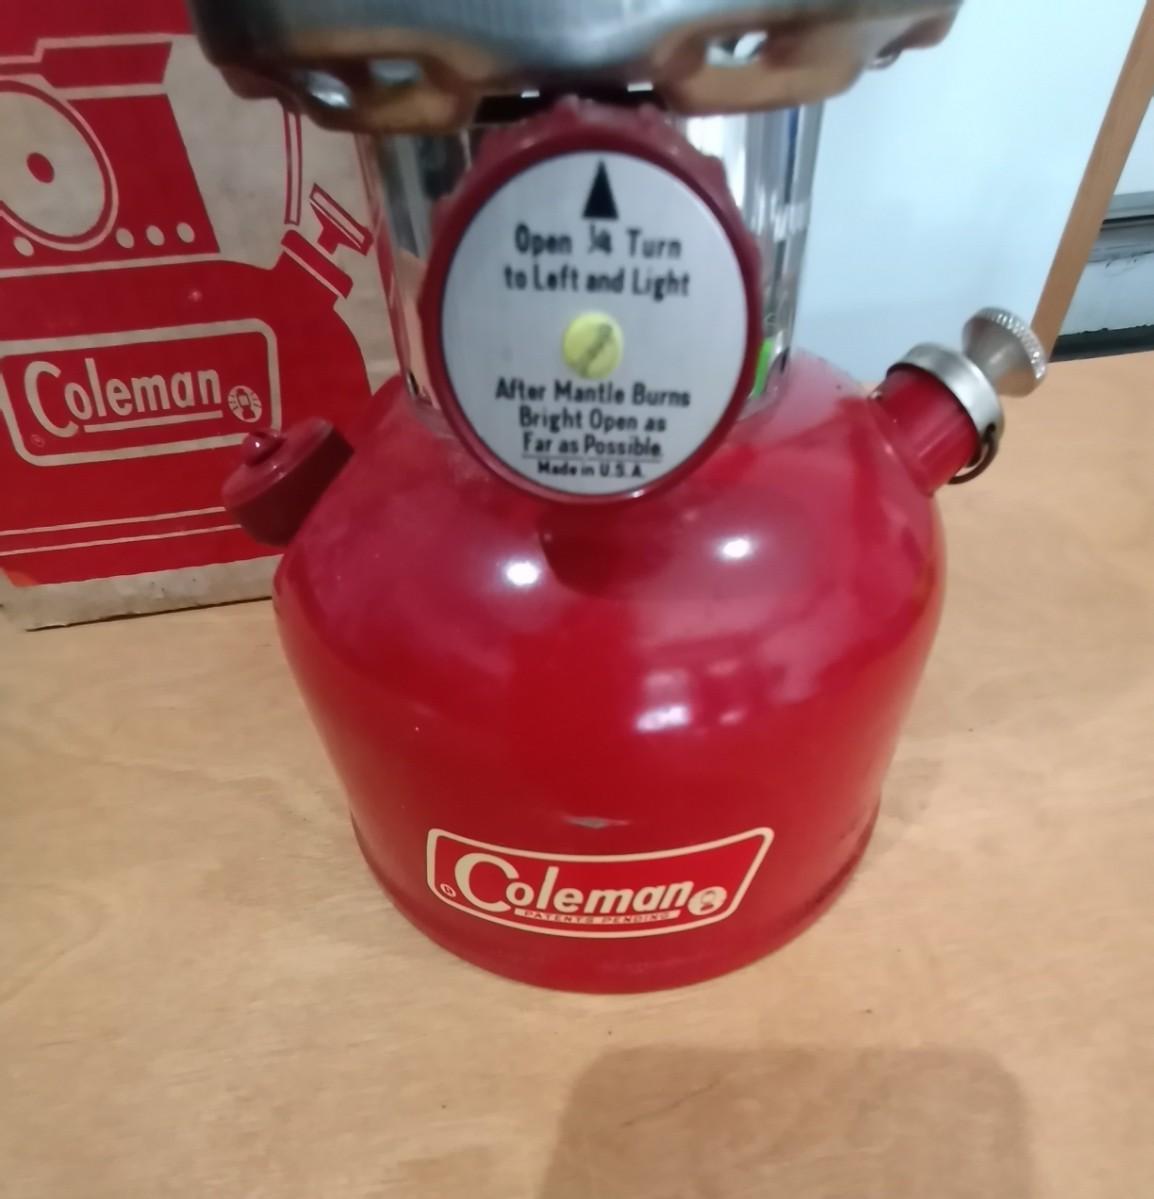 Open ¼ Turn
to Left and Light
After Mantle Burns
Bright Open as
Far as Possible
Made in U.S.A.
Coleman
Coleman
PATENTS PENDING